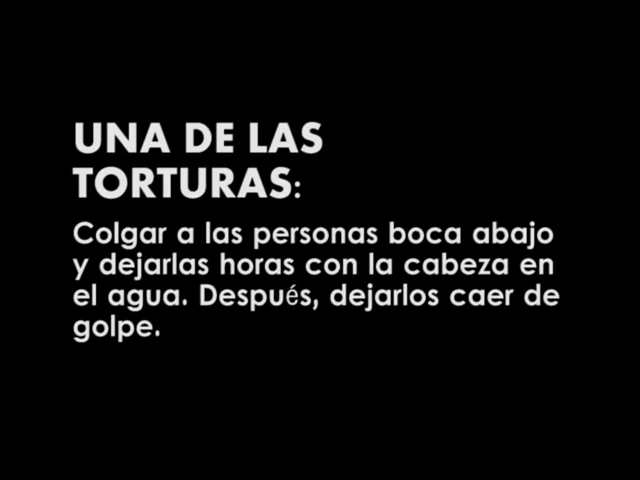 UNA DE LAS
TORTURAS:
Colgar a las personas boca abajo
y dejarlas horas con la cabeza en
el agua. Después, dejarlos caer de
golpe.